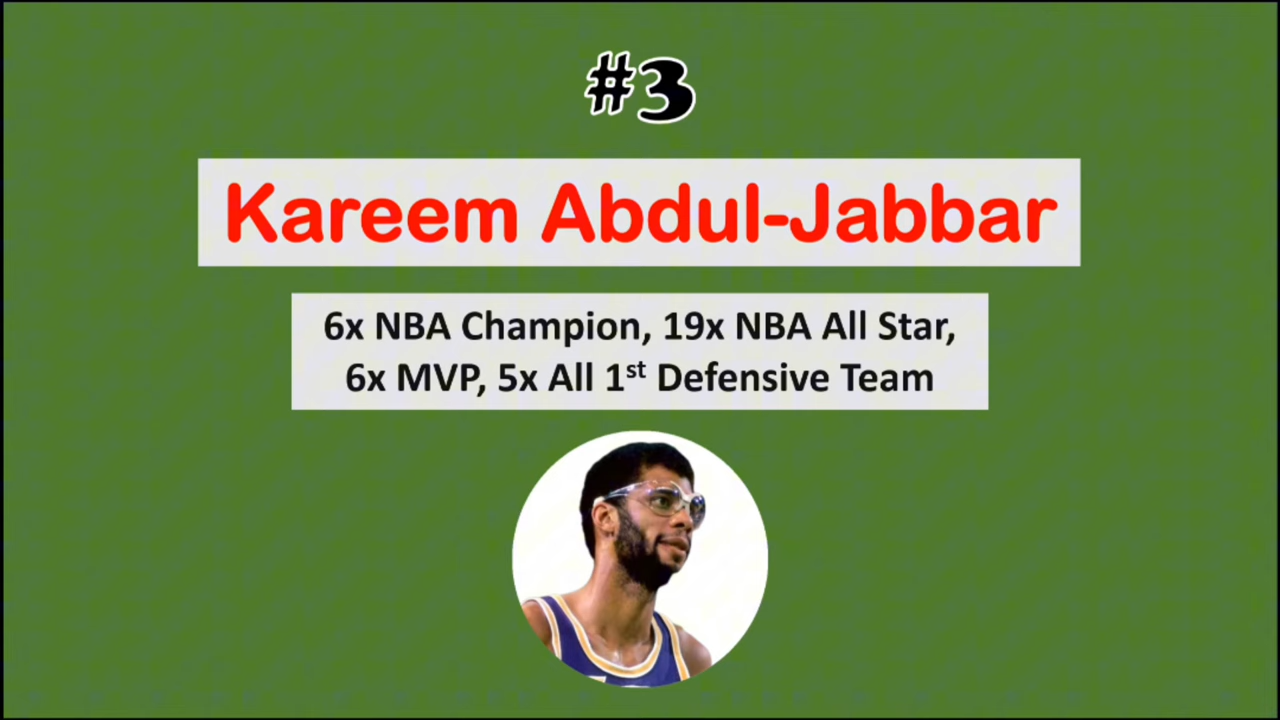 #3
Kareem Abdul-Jabbar
6x NBA Champion, 19x NBA All Star,
6x MVP, 5x All 1st Defensive Team